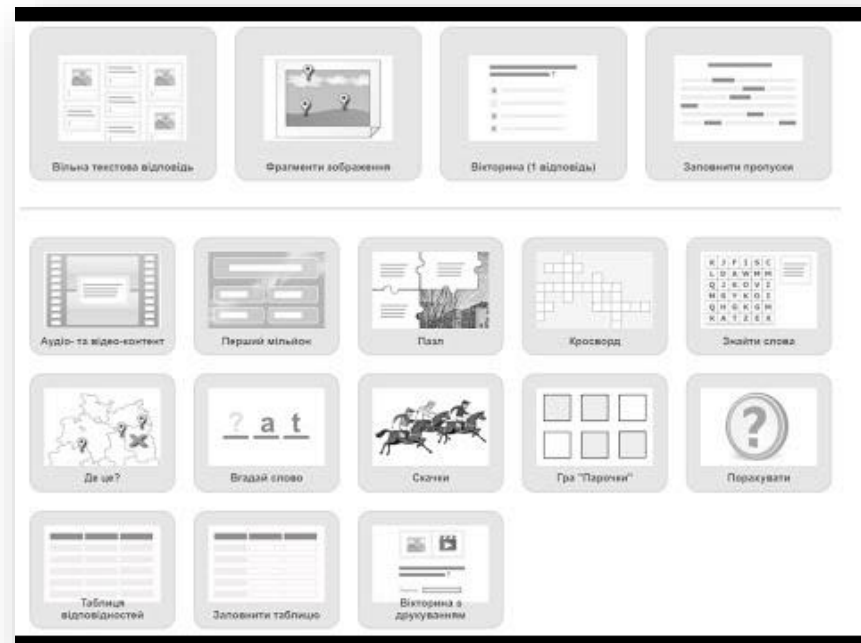 Вільна текстова відповідь
Фрагменти зображення
Вікторина (1 відповідь)
Заповнити пропуски
Аудіо- та відео-контент
Перший мільйон
Пазл
Кросворд
Знайти слова
Де це?
? a t
Вгадай слово
Скачки
Гра "Парочки"
?
Порахувати
Таблиця
відповідностей
Заповнити таблицю
Вікторина з
друкуванням